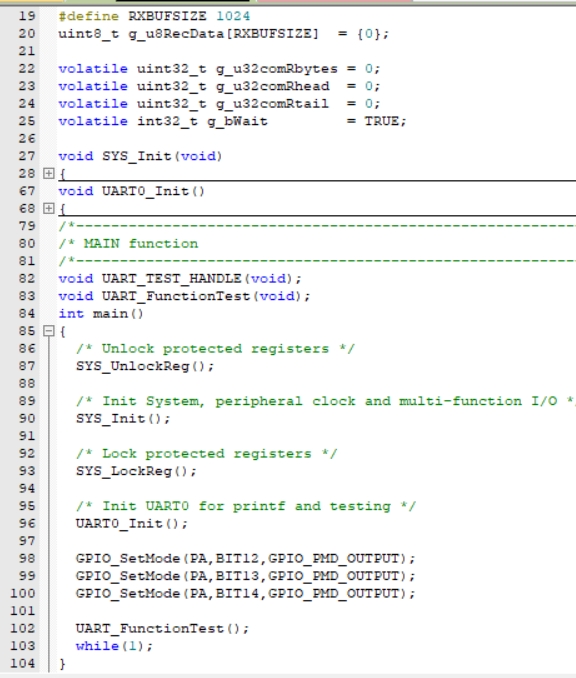 19 #define RXBUFSIZE 1024
20 uint8_t g_u8RecData[RXBUFSIZE]  = {0};
21
22 volatile uint32_t g_u32comRbytes = 0;
23 volatile uint32_t g_u32comRhead  = 0;
24 volatile uint32_t g_u32comRtail  = 0;
25 volatile int32_t g_bWait         = TRUE;
26
27 void SYS_Init(void)
28 {
67 void UART0_Init()
68 {
79 /*---------------------------------------------------------
80 /* MAIN function
81 /*---------------------------------------------------------
82 void UART_TEST_HANDLE(void);
83 void UART_FunctionTest(void);
84 int main()
85 {
86   /* Unlock protected registers */
87   SYS_UnlockReg();
88
89   /* Init System, peripheral clock and multi-function I/O *
90   SYS_Init();
91
92   /* Lock protected registers */
93   SYS_LockReg();
94
95   /* Init UART0 for printf and testing */
96   UART0_Init();
97
98   GPIO_SetMode(PA,BIT12,GPIO_PMD_OUTPUT);
99   GPIO_SetMode(PA,BIT13,GPIO_PMD_OUTPUT);
100   GPIO_SetMode(PA,BIT14,GPIO_PMD_OUTPUT);
101
102   UART_FunctionTest();
103   while(1);
104 }